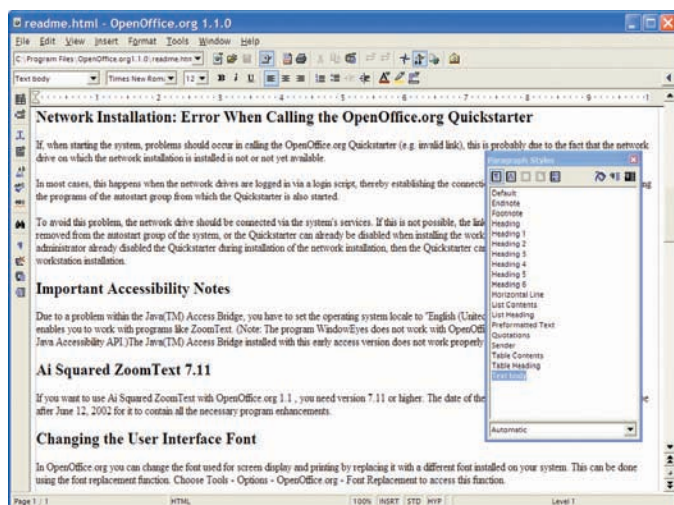 readme.html - OpenOffice.org 1.1.0
File Edit View Insert Format Tools Window Help
C:\Program Files\OpenOffice.org1.1.0\readme.htm
Text body Times New Rom 12 B i U A
Network Installation: Error When Calling the OpenOffice.org Quickstarter
If, when starting the system, problems should occur in calling the OpenOffice.org Quickstarter (e.g. invalid link), this is probably due to the fact that the network
drive on which the network installation is installed is not or not yet available.
In most cases, this happens when the network drives are logged in via a login script, thereby establishing the connecti
ng
the programs of the autostart group from which the Quickstarter is also started.
To avoid this problem, the network drive should be connected via the system's services. If this is not possible, the link
removed from the autostart group of the system, or the Quickstarter can already be disabled when installing the work
administrator already disabled the Quickstarter during installation of the network installation, then the Quickstarter can
workstation installation.
Important Accessibility Notes
Due to a problem within the Java(TM) Access Bridge, you have to set the operating system locale to "English (United
enables you to work with programs like ZoomText. (Note: The program WindowEyes does not work with OpenOffi
Java Accessibility API.)The Java(TM) Access Bridge installed with this early access version does not work properly
Ai Squared ZoomText 7.11
If you want to use Ai Squared ZoomText with OpenOffice.org 1.1 , you need version 7.11 or higher. The date of the
be
after June 12, 2002 for it to contain all the necessary program enhancements.
Changing the User Interface Font
In OpenOffice.org you can change the font used for screen display and printing by replacing it with a different font installed on your system. This can be done
using the font replacement function. Choose Tools - Options - OpenOffice.org - Font Replacement to access this function.
Paragraph Styles
Default
Endnote
Footnote
Heading
Heading 1
Heading 2
Heading 3
Heading 4
Heading 5
Heading 6
Horizontal Line
List Contents
List Heading
Preformatted Text
Quotations
Sender
Table Contents
Table Heading
Text body
Automatic
Page 1 / 1 HTML 100% INSRT STD HYP Level 1